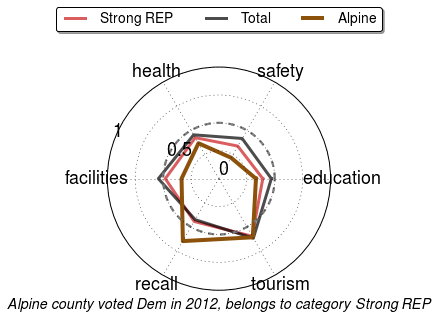 Strong REP Total Alpine
health safety
1
0.5
0
facilities education
recall tourism
Alpine county voted Dem in 2012, belongs to category Strong REP